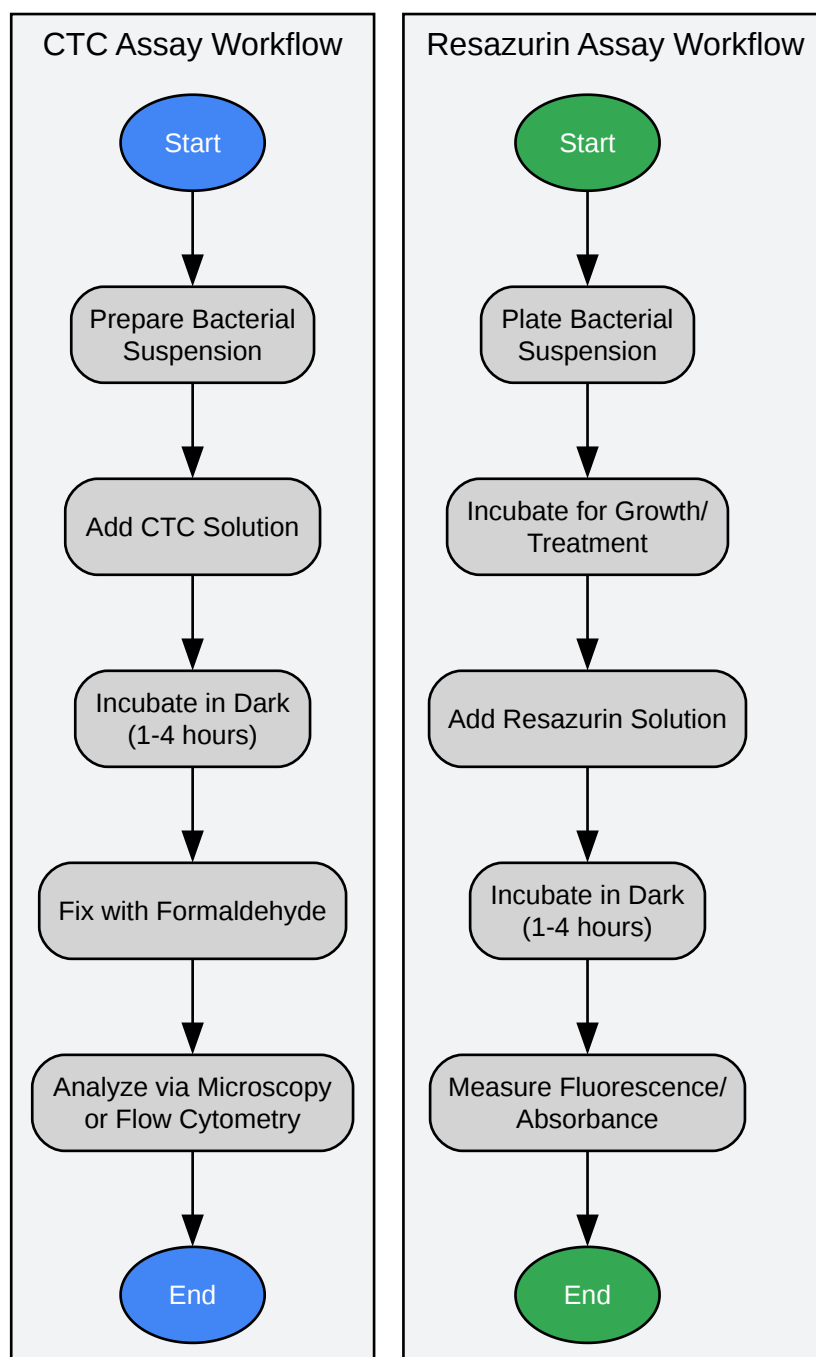 CTC Assay Workflow
Start
Prepare Bacterial
Suspension
Add CTC Solution
Incubate in Dark
(1-4 hours)
Fix with Formaldehyde
Analyze via Microscopy
or Flow Cytometry
End
Resazurin Assay Workflow
Start
Plate Bacterial
Suspension
Incubate for Growth/
Treatment
Add Resazurin Solution
Incubate in Dark
(1-4 hours)
Measure Fluorescence/
Absorbance
End